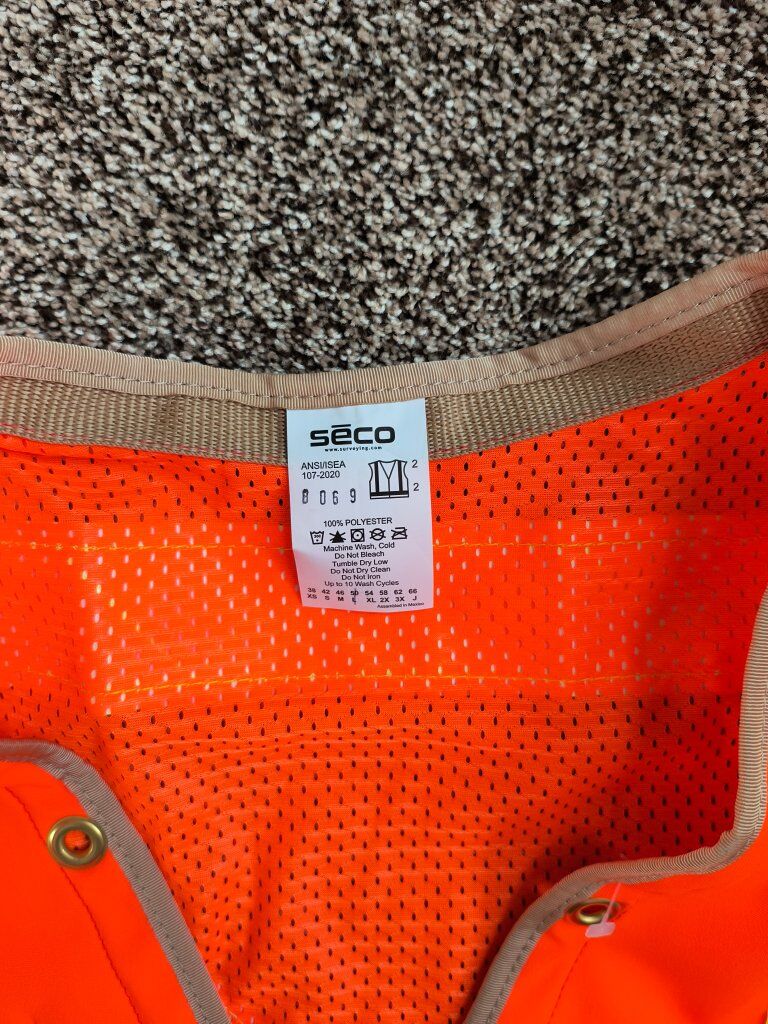 sēco
www.surveying.com
ANSI/ISEA
107-2020
2
2
8069
100% POLYESTER
Machine Wash, Cold
Do Not Bleach
Tumble Dry Low
Do Not Dry Clean
Do Not Iron
Up to 10 Wash Cycles
38 42 46 50 54 58 62 66
XS S M L XL 2X 3X J
Assembled in Mexico